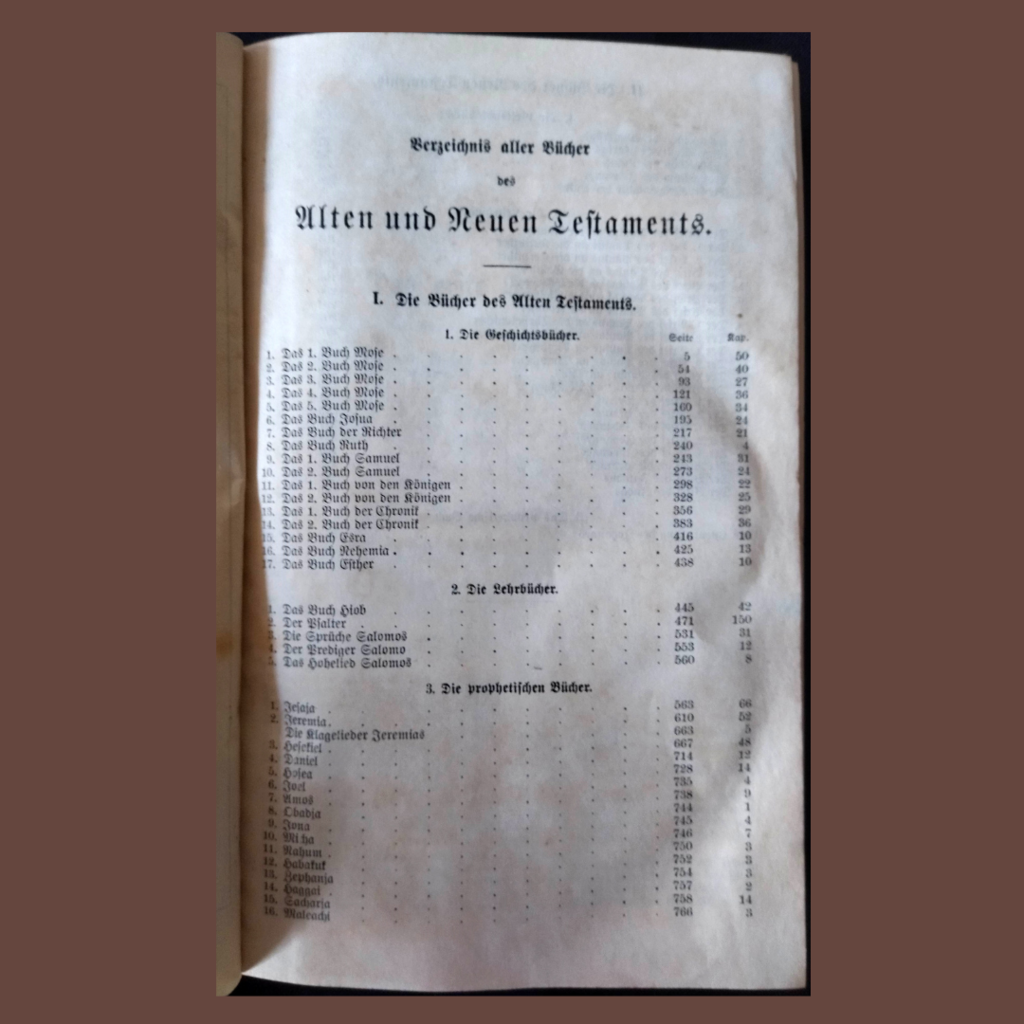 Verzeichnis aller Bücher
des
Alten und Neuen Testaments.
I. Die Bücher des Alten Testaments.
1. Die Geschichtsbücher. Seite Kap.
1. Das 1. Buch Mose . . . . . . . . . 5 50
2. Das 2. Buch Mose . . . . . . . . . 54 40
3. Das 3. Buch Mose . . . . . . . . . 93 27
4. Das 4. Buch Mose . . . . . . . . . 121 36
5. Das 5. Buch Mose . . . . . . . . . 160 34
6. Das Buch Josua . . . . . . . . . 195 24
7. Das Buch der Richter . . . . . . . . 217 21
8. Das Buch Ruth . . . . . . . . . 240 4
9. Das 1. Buch Samuel . . . . . . . . 243 31
10. Das 2. Buch Samuel . . . . . . . . 273 24
11. Das 1. Buch von den Königen . . . . . . . 298 22
12. Das 2. Buch von den Königen . . . . . . . 328 25
13. Das 1. Buch der Chronik . . . . . . . . 356 29
14. Das 2. Buch der Chronik . . . . . . . . 383 36
15. Das Buch Esra . . . . . . . . . 416 10
16. Das Buch Nehemia . . . . . . . . . 425 13
17. Das Buch Esther . . . . . . . . . 438 10
2. Die Lehrbücher.
1. Das Buch Hiob . . . . . . . . . 445 42
2. Der Psalter . . . . . . . . . . 471 150
3. Die Sprüche Salomos . . . . . . . . 531 31
4. Der Prediger Salomo . . . . . . . . 553 12
5. Das Hohelied Salomos . . . . . . . . 560 8
3. Die prophetischen Bücher.
1. Jesaja . . . . . . . . . . . 563 66
2. Jeremia . . . . . . . . . . . 610 52
Die Klagelieder Jeremias . . . . . . . 663 5
3. Hesekiel . . . . . . . . . . . 667 48
4. Daniel . . . . . . . . . . . 714 12
5. Hosea . . . . . . . . . . . 728 14
6. Joel . . . . . . . . . . . 735 4
7. Amos . . . . . . . . . . . 738 9
8. Obadja . . . . . . . . . . . 744 1
9. Jona . . . . . . . . . . . 745 4
10. Micha . . . . . . . . . . . 746 7
11. Nahum . . . . . . . . . . . 750 3
12. Habakuk . . . . . . . . . . . 752 3
13. Zephanja . . . . . . . . . . 754 3
14. Haggai . . . . . . . . . . . 757 2
15. Sacharja . . . . . . . . . . 758 14
16. Maleachi . . . . . . . . . . 766 3